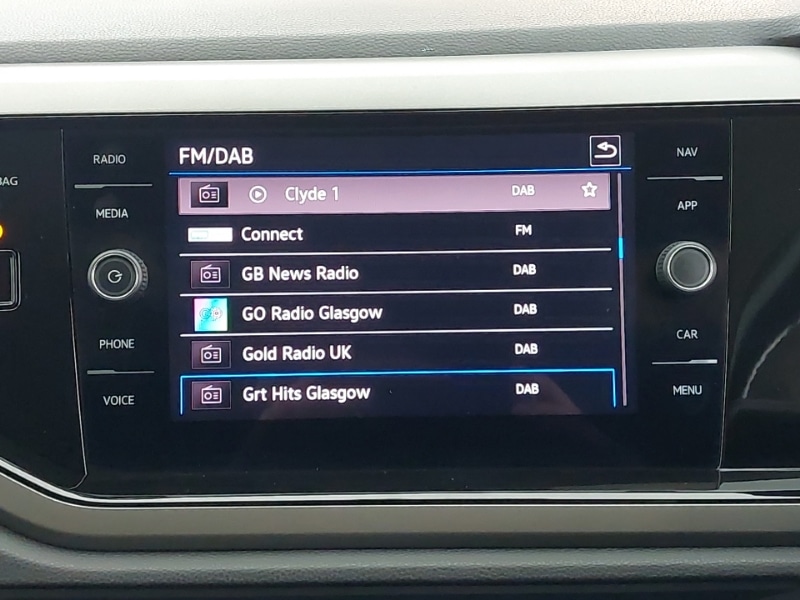 FM/DAB
RADIO
MEDIA
PHONE
VOICE
BAG
Clyde 1 DAB
Connect FM
GB News Radio DAB
GO Radio Glasgow DAB
Gold Radio UK DAB
Grt Hits Glasgow DAB
NAV
APP
CAR
MENU